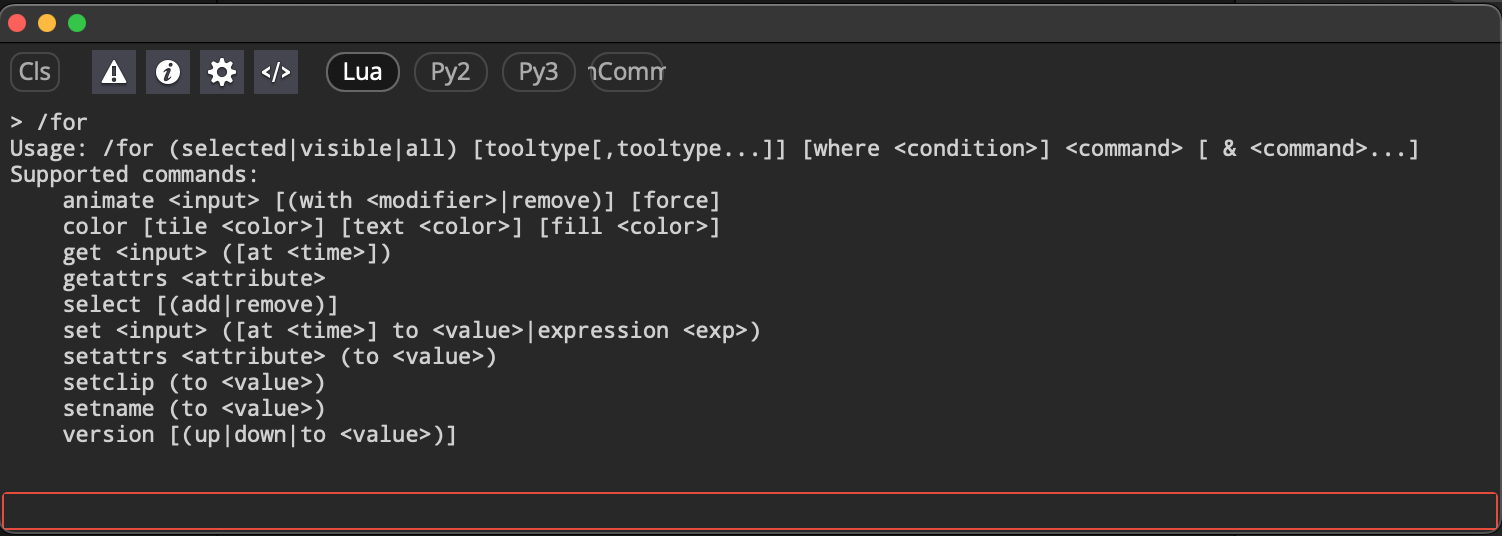 Cls </> Lua Py2 Py3 nComm
> /for
Usage: /for (selected|visible|all) [tooltype[,tooltype...]] [where <condition>] <command> [ & <command>...]
Supported commands:
    animate <input> [(with <modifier>|remove)] [force]
    color [tile <color>] [text <color>] [fill <color>]
    get <input> ([at <time>])
    getattrs <attribute>
    select [(add|remove)]
    set <input> ([at <time>] to <value>|expression <exp>)
    setattrs <attribute> (to <value>)
    setclip (to <value>)
    setname (to <value>)
    version [(up|down|to <value>)]